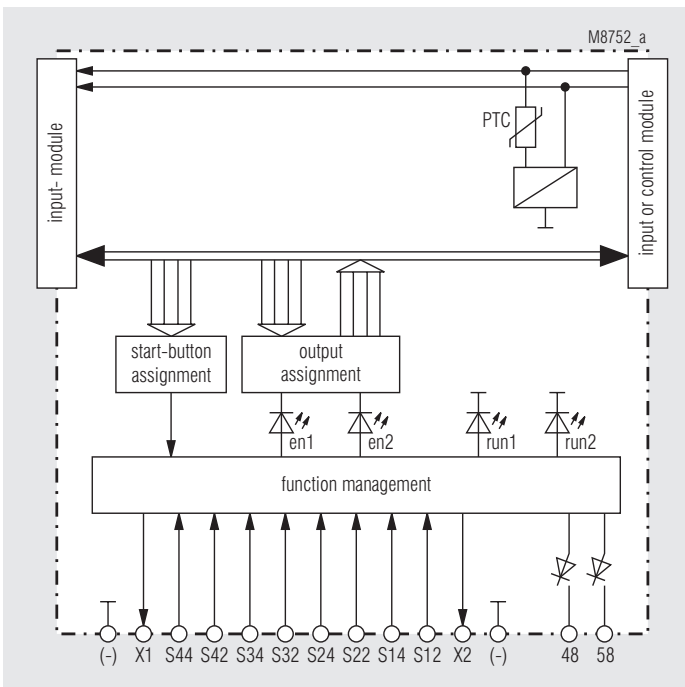 M8752_a
input- module
PTC
input or control module
start-button
assignment
output
assignment
en1
en2
run1
run2
function management
(-) X1 S44 S42 S34 S32 S24 S22 S14 S12 X2 (-) 48 58